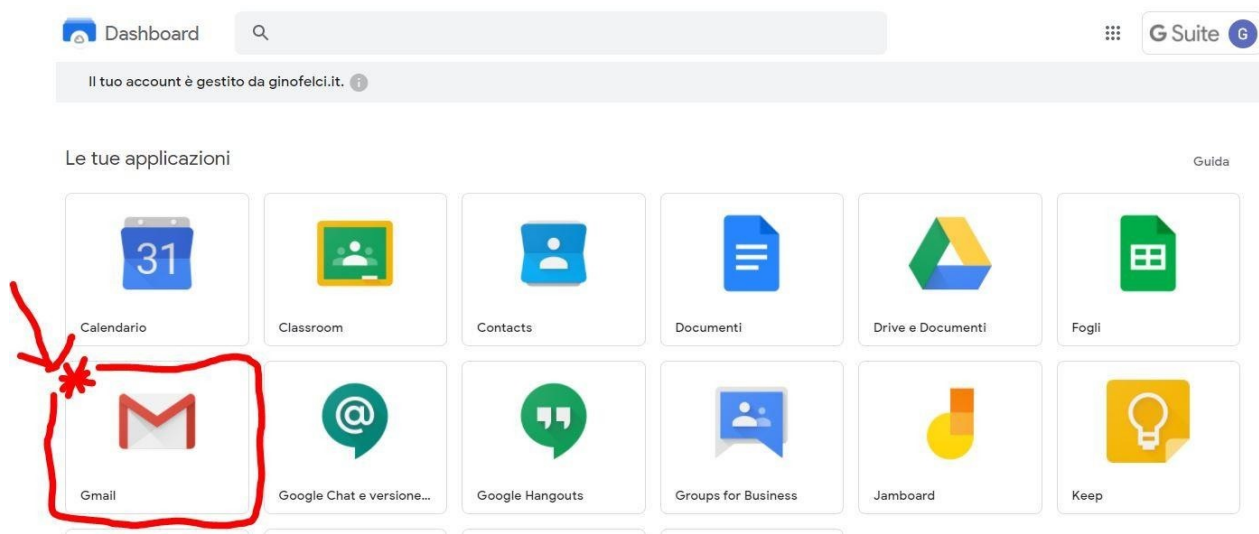 Dashboard
G Suite G
Il tuo account è gestito da ginofelci.it. i
Le tue applicazioni
Guida
31
Calendario
Classroom
Contacts
Documenti
Drive e Documenti
Fogli
@
Gmail
Google Chat e versione...
Google Hangouts
Groups for Business
Jamboard
Keep